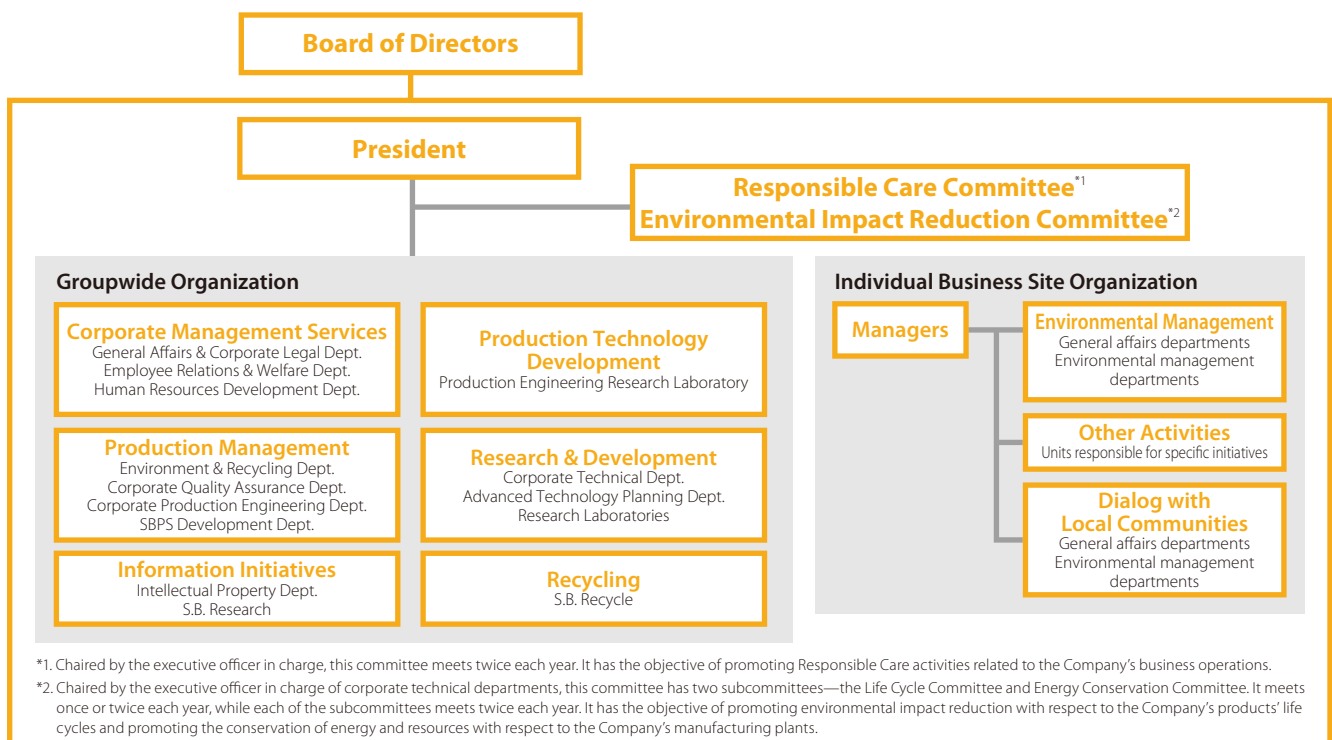 Board of Directors
President
Responsible Care Committee*1
Environmental Impact Reduction Committee*2
Groupwide Organization
Corporate Management Services
General Affairs & Corporate Legal Dept.
Employee Relations & Welfare Dept.
Human Resources Development Dept.
Production Technology
Development
Production Engineering Research Laboratory
Production Management
Environment & Recycling Dept.
Corporate Quality Assurance Dept.
Corporate Production Engineering Dept.
SBPS Development Dept.
Research & Development
Corporate Technical Dept.
Advanced Technology Planning Dept.
Research Laboratories
Information Initiatives
Intellectual Property Dept.
S.B. Research
Recycling
S.B. Recycle
Individual Business Site Organization
Managers
Environmental Management
General affairs departments
Environmental management
departments
Other Activities
Units responsible for specific initiatives
Dialog with
Local Communities
General affairs departments
Environmental management
departments
*1. Chaired by the executive officer in charge, this committee meets twice each year. It has the objective of promoting Responsible Care activities related to the Company's business operations.
*2. Chaired by the executive officer in charge of corporate technical departments, this committee has two subcommittees—the Life Cycle Committee and Energy Conservation Committee. It meets
once or twice each year, while each of the subcommittees meets twice each year. It has the objective of promoting environmental impact reduction with respect to the Company's products' life
cycles and promoting the conservation of energy and resources with respect to the Company's manufacturing plants.